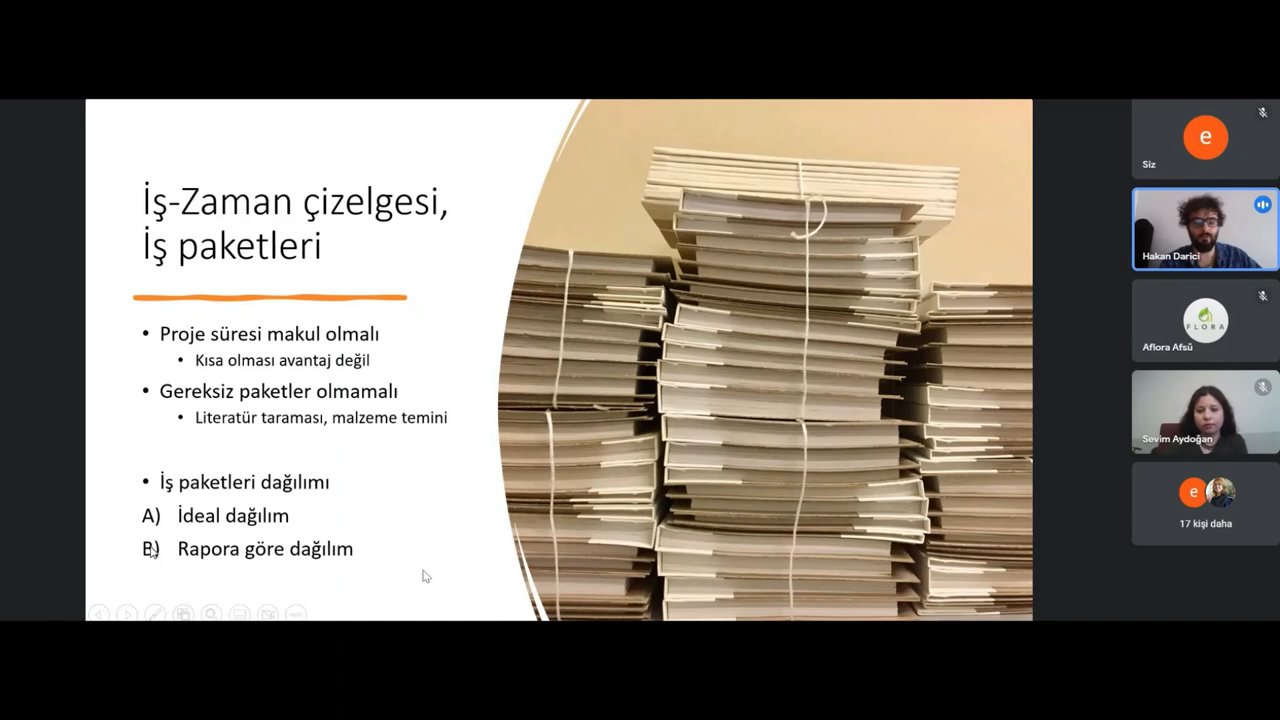 İş-Zaman çizelgesi,
İş paketleri
• Proje süresi makul olmalı
• Kısa olması avantaj değil
• Gereksiz paketler olmamalı
• Literatür taraması, malzeme temini
• İş paketleri dağılımı
A) İdeal dağılım
B) Rapora göre dağılım
e
Siz
Hakan Darici
FLORA
Aflora Afsü
Sevim Aydoğan
e
17 kişi daha